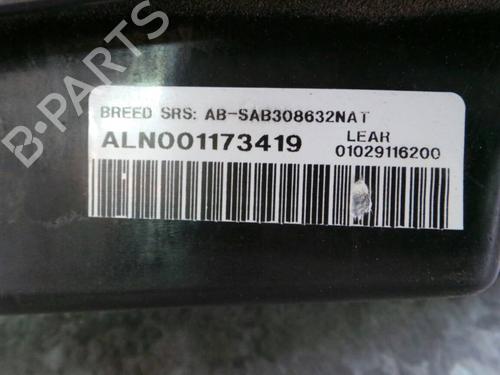 B-PARTS
BREED SRS: AB-SAB308632NAT
ALN001173419
LEAR
01029116200